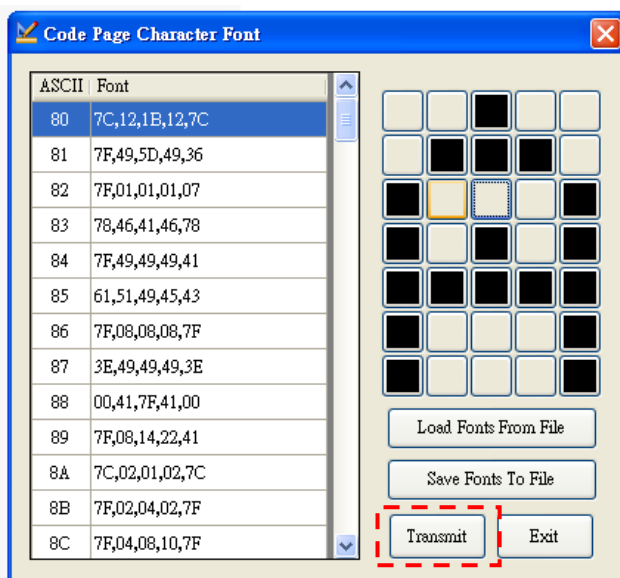 Code Page Character Font
ASCII Font
80 7C,12,1B,12,7C
81 7F,49,5D,49,36
82 7F,01,01,01,07
83 78,46,41,46,78
84 7F,49,49,49,41
85 61,51,49,45,43
86 7F,08,08,08,7F
87 3E,49,49,49,3E
88 00,41,7F,41,00
89 7F,08,14,22,41
8A 7C,02,01,02,7C
8B 7F,02,04,02,7F
8C 7F,04,08,10,7F
Load Fonts From File
Save Fonts To File
Transmit Exit